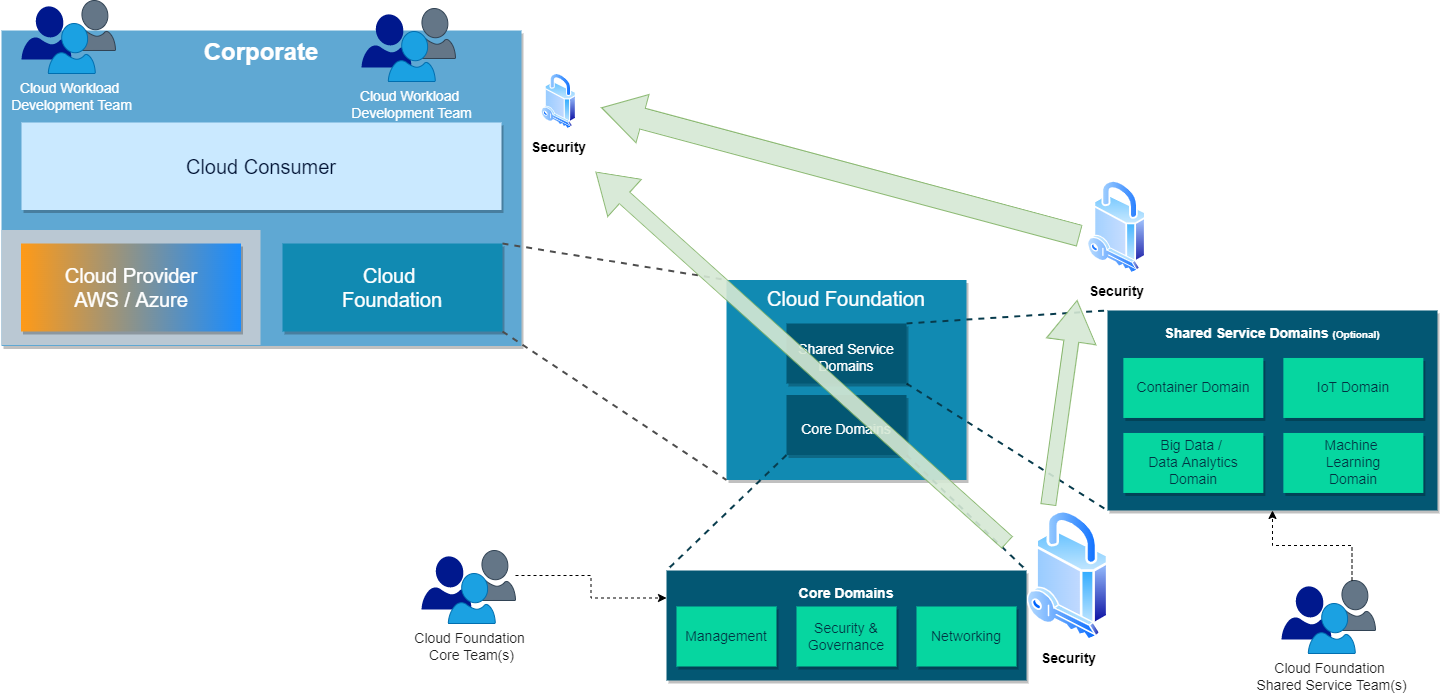 Corporate
Cloud Workload
Development Team
Cloud Workload
Development Team
Cloud Consumer
Security
Cloud Provider
AWS / Azure
Cloud
Foundation
Security
Cloud Foundation
Shared Service
Domains
Core Domains
Shared Service Domains (Optional)
Container Domain
IoT Domain
Big Data /
Data Analytics
Domain
Machine
Learning
Domain
Core Domains
Management
Security &
Governance
Networking
Security
Cloud Foundation
Core Team(s)
Cloud Foundation
Shared Service Team(s)